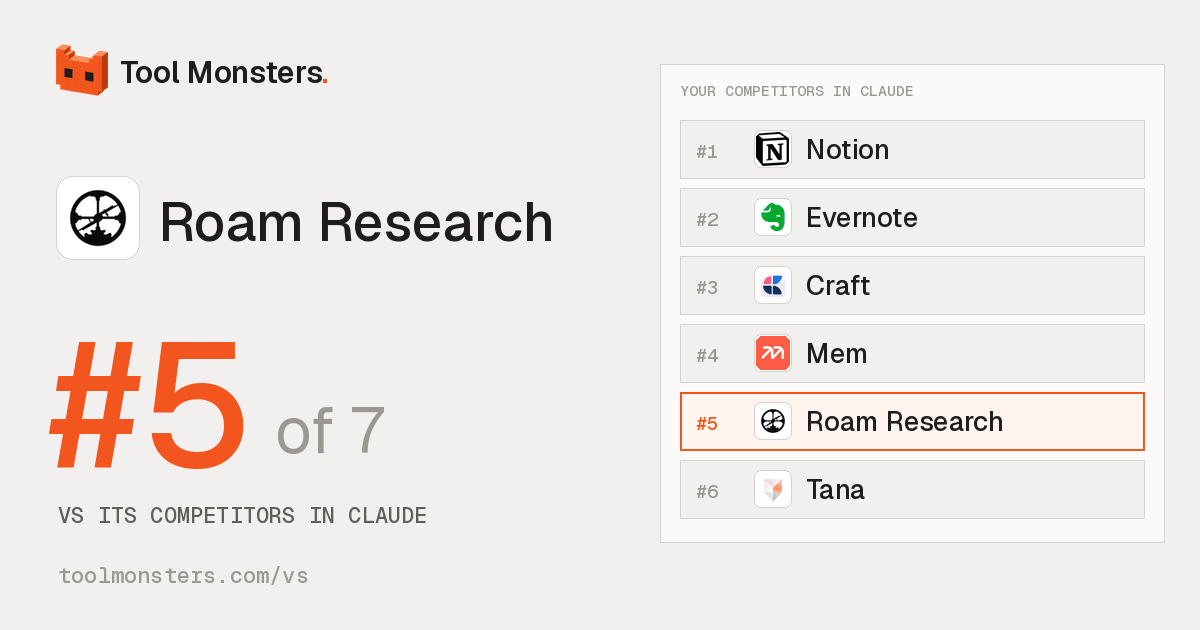 Tool Monsters.
Roam Research
#5 of 7
VS ITS COMPETITORS IN CLAUDE
toolmonsters.com/vs
YOUR COMPETITORS IN CLAUDE
#1 N Notion
#2 Evernote
#3 Craft
#4 Mem
#5 Roam Research
#6 Tana